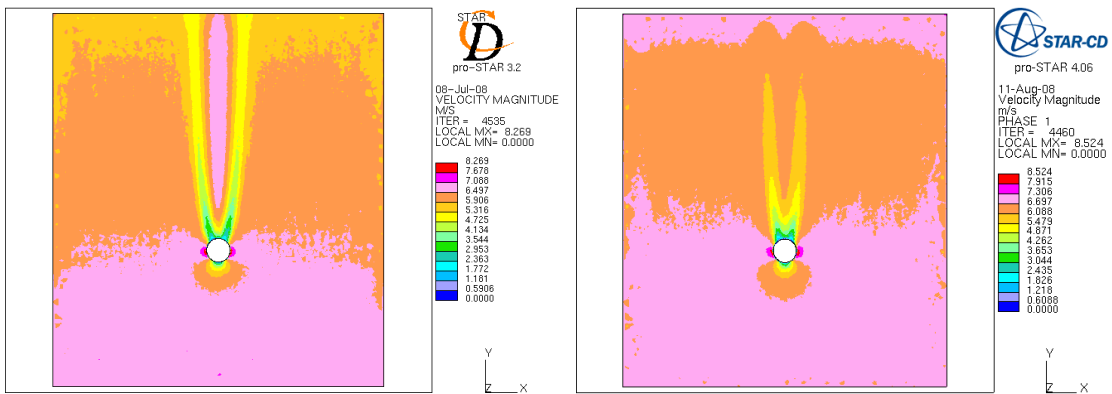 STAR
D
pro-STAR 3.2
08-Jul-08
VELOCITY MAGNITUDE
M/S
ITER = 4535
LOCAL MX= 8.269
LOCAL MN= 0.0000
8.269
7.678
7.088
6.497
5.906
5.316
4.725
4.134
3.544
2.953
2.363
1.772
1.181
0.5906
0.0000
Y
Z X
STAR-CD
pro-STAR 4.06
11-Aug-08
Velocity Magnitude
m/s
PHASE 1
ITER = 4460
LOCAL MX= 8.524
LOCAL MN= 0.0000
8.524
7.915
7.306
6.697
6.088
5.479
4.871
4.262
3.653
3.044
2.435
1.826
1.218
0.6088
0.0000
Y
Z X